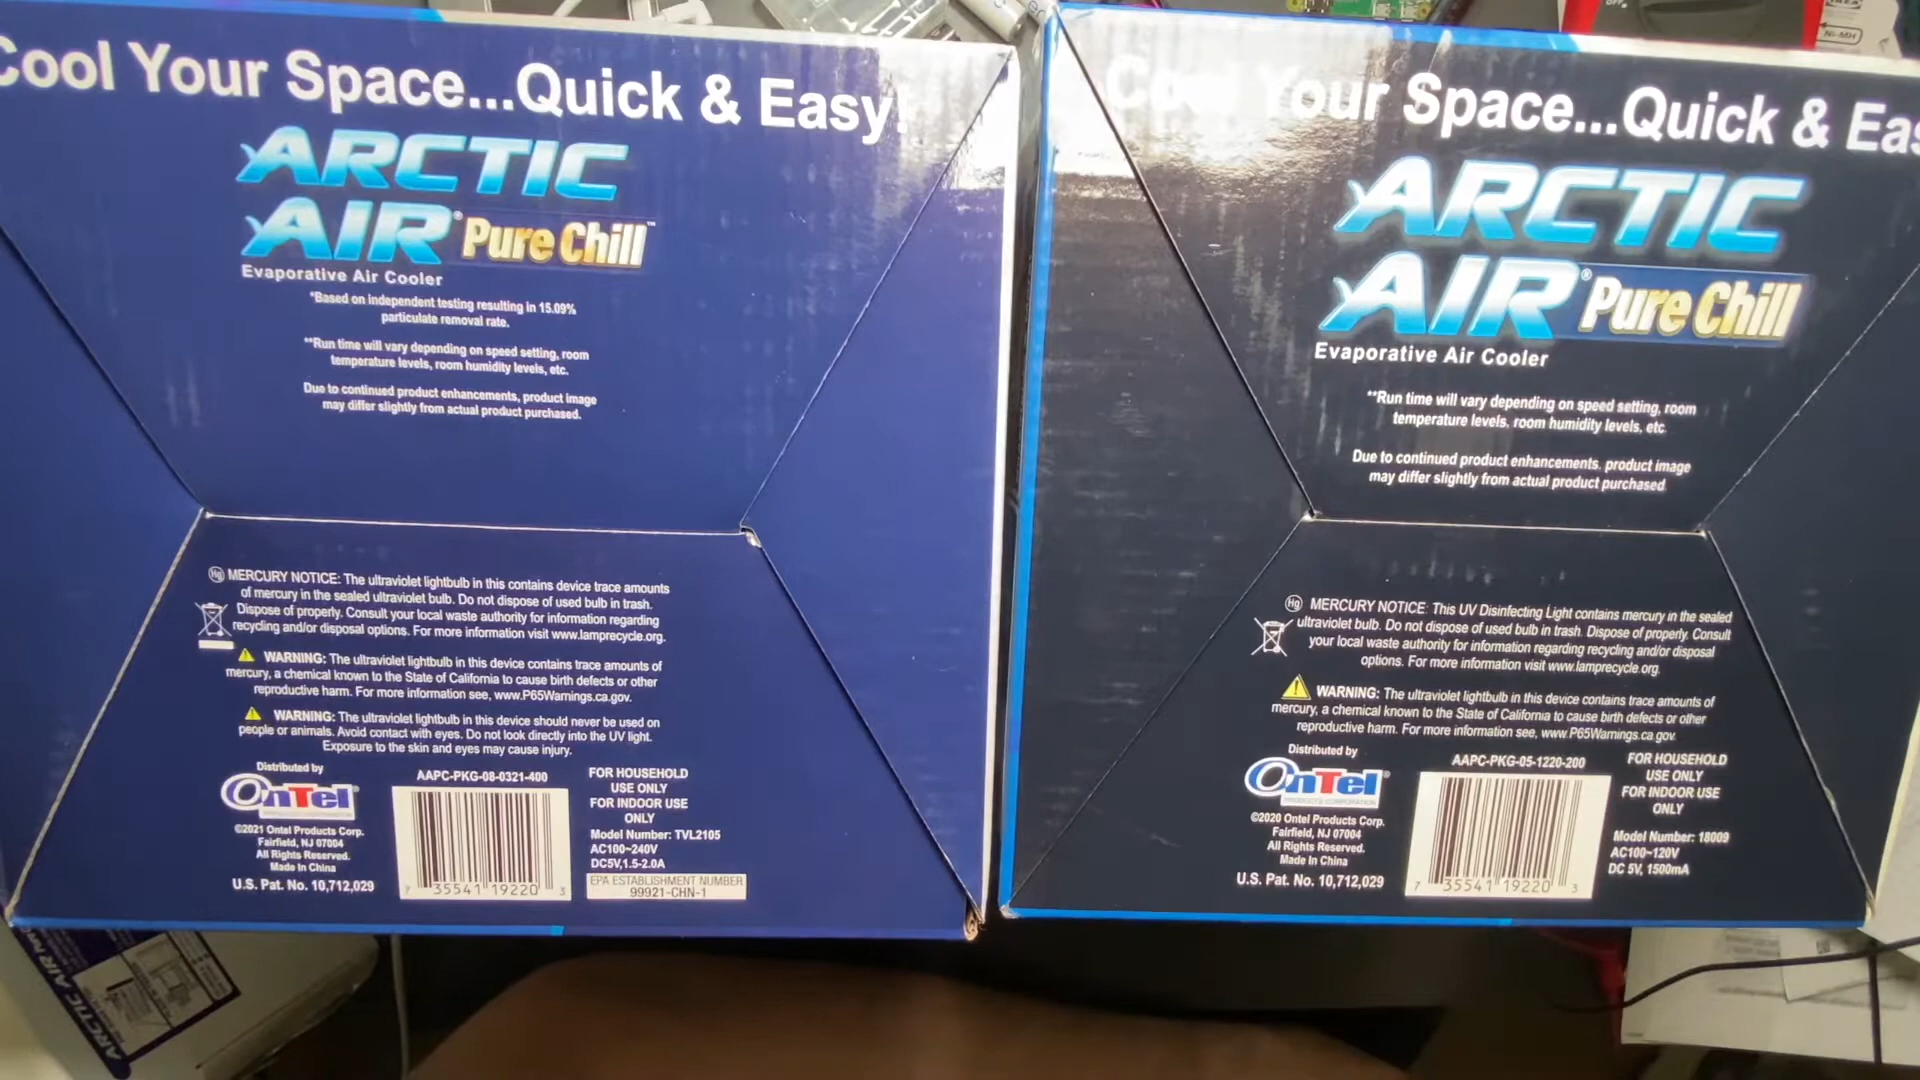 Cool Your Space...Quick & Easy!
ARCTIC
AIR® Pure Chill™
Evaporative Air Cooler
*Based on independent testing resulting in 15.09%
particulate removal rate.
**Run time will vary depending on speed setting, room
temperature levels, room humidity levels, etc.
Due to continued product enhancements, product image
may differ slightly from actual product purchased.
Hg MERCURY NOTICE: The ultraviolet lightbulb in this contains device trace amounts
of mercury in the sealed ultraviolet bulb. Do not dispose of used bulb in trash.
Dispose of properly. Consult your local waste authority for information regarding
recycling and/or disposal options. For more information visit www.lamprecycle.org.
WARNING: The ultraviolet lightbulb in this device contains trace amounts of
mercury, a chemical known to the State of California to cause birth defects or other
reproductive harm. For more information see, www.P65Warnings.ca.gov.
WARNING: The ultraviolet lightbulb in this device should never be used on
people or animals. Avoid contact with eyes. Do not look directly into the UV light.
Exposure to the skin and eyes may cause injury.
Distributed by
OnTel®
©2021 Ontel Products Corp.
Fairfield, NJ 07004
All Rights Reserved.
Made In China
U.S. Pat. No. 10,712,029
AAPC-PKG-08-0321-400
7 35541 19220 3
FOR HOUSEHOLD
USE ONLY
FOR INDOOR USE
ONLY
Model Number: TVL2105
AC100~240V
DC5V,1.5-2.0A
EPA ESTABLISHMENT NUMBER
99921-CHN-1
Cool Your Space...Quick & Eas
ARCTIC
AIR® Pure Chill
Evaporative Air Cooler
**Run time will vary depending on speed setting, room
temperature levels, room humidity levels, etc
Due to continued product enhancements, product image
may differ slightly from actual product purchased
Hg MERCURY NOTICE: This UV Disinfecting Light contains mercury in the sealed
ultraviolet bulb. Do not dispose of used bulb in trash. Dispose of properly. Consult
your local waste authority for information regarding recycling and/or disposal
options. For more information visit www.lamprecycle.org.
WARNING: The ultraviolet lightbulb in this device contains trace amounts of
mercury, a chemical known to the State of California to cause birth defects or other
reproductive harm. For more information see, www.P65Warnings.ca.gov
Distributed by
OnTel®
PRODUCTS CORPORATION
©2020 Ontel Products Corp.
Fairfield, NJ 07004
All Rights Reserved.
Made In China
U.S. Pat. No. 10,712,029
AAPC-PKG-05-1220-200
7 35541 19220 3
FOR HOUSEHOLD
USE ONLY
FOR INDOOR USE
ONLY
Model Number: 18009
AC100~120V
DC 5V, 1500mA
OFF
Ni-MH
ARCTIC AIR